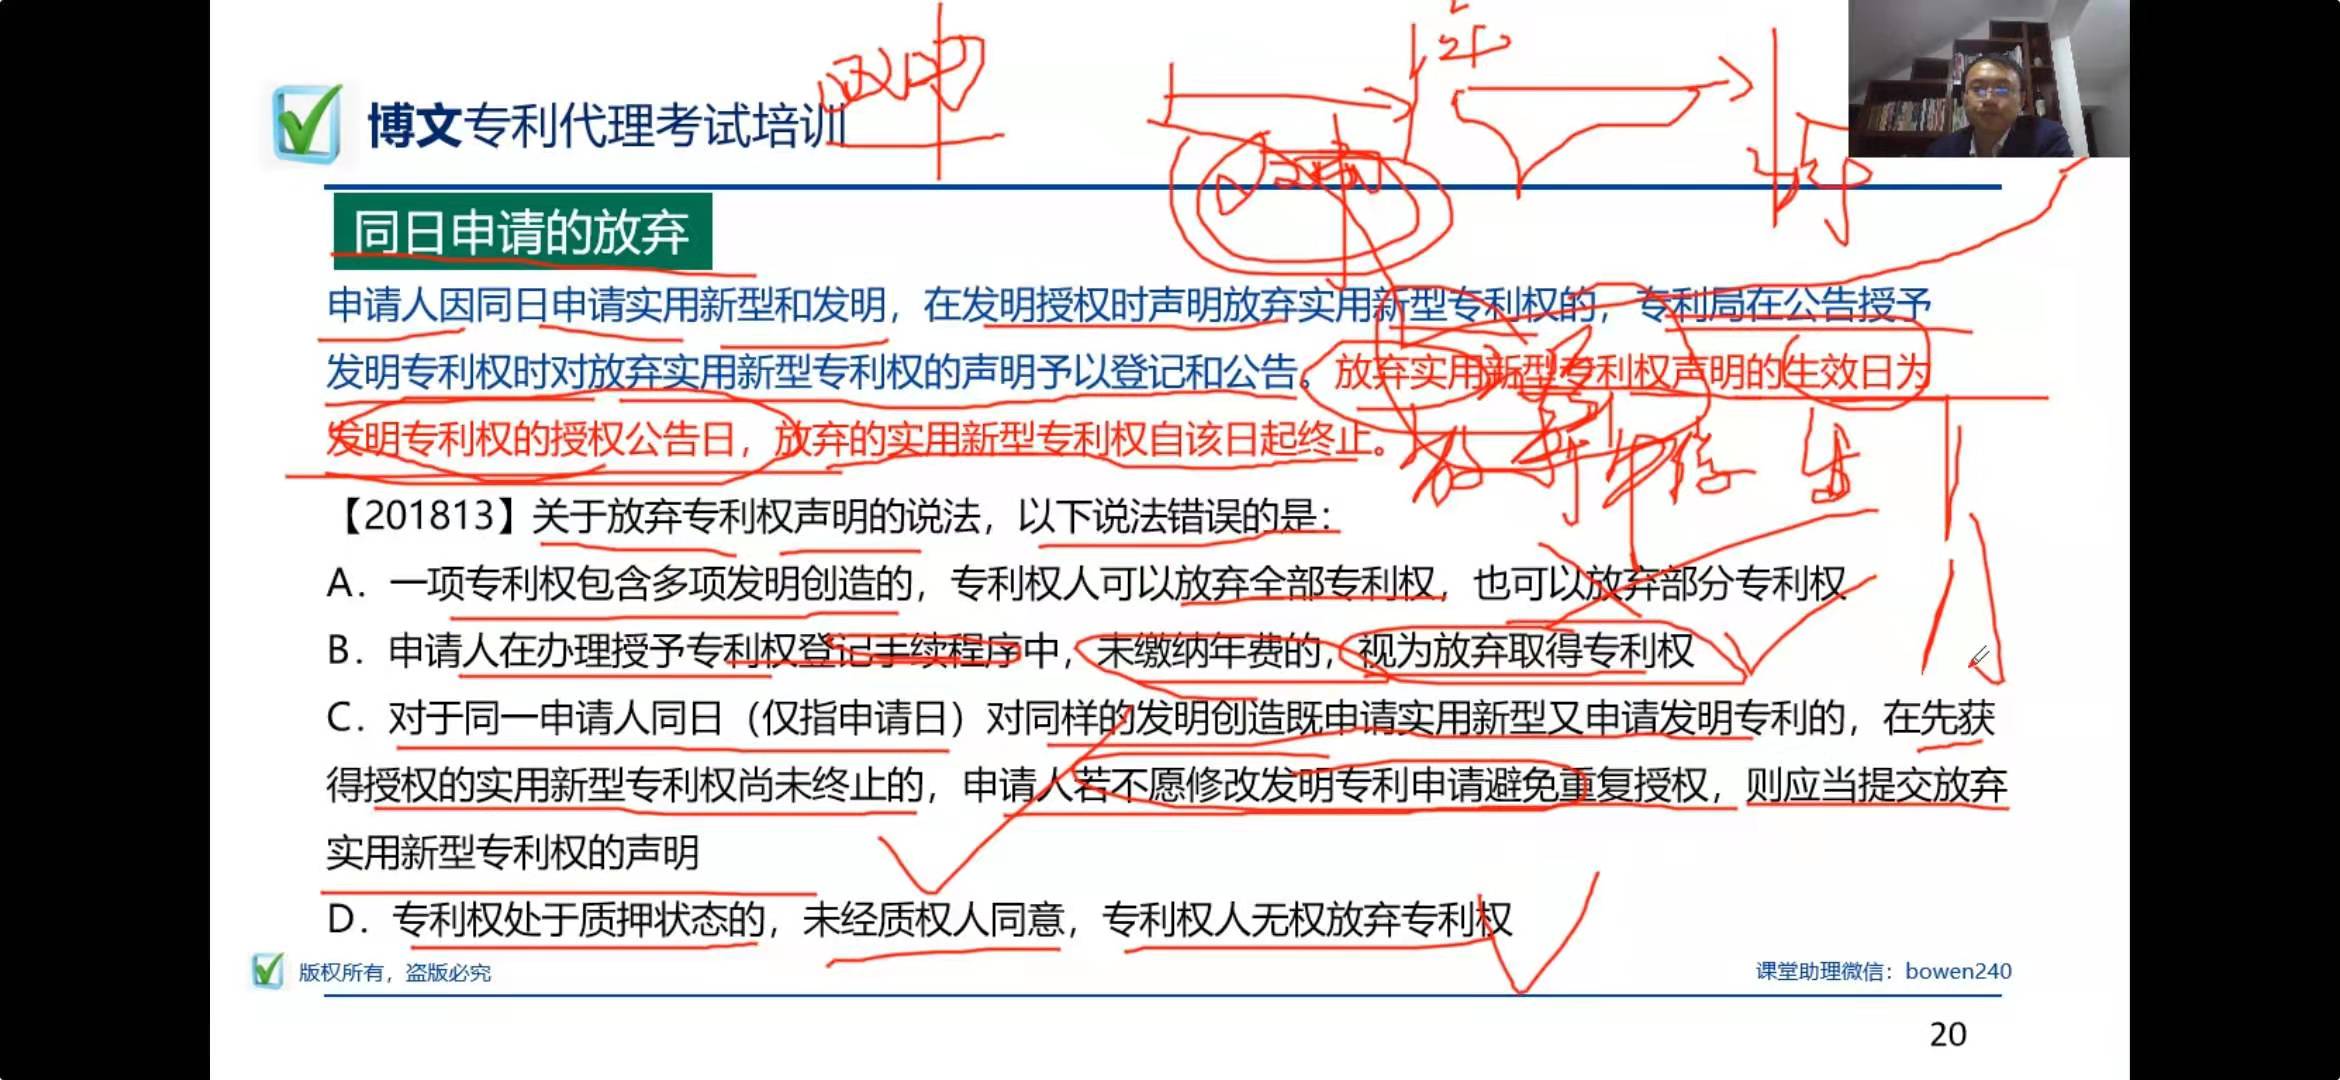 博文专利代理考试培训
双申
年
同日申请的放弃
申请人因同日申请实用新型和发明，在发明授权时声明放弃实用新型专利权的，专利局在公告授予
发明专利权时对放弃实用新型专利权的声明予以登记和公告。放弃实用新型专利权声明的生效日为
发明专利权的授权公告日，放弃的实用新型专利权自该日起终止。
【201813】关于放弃专利权声明的说法，以下说法错误的是：
A．一项专利权包含多项发明创造的，专利权人可以放弃全部专利权，也可以放弃部分专利权
B．申请人在办理授予专利权登记手续程序中，未缴纳年费的，视为放弃取得专利权
C．对于同一申请人同日（仅指申请日）对同样的发明创造既申请实用新型又申请发明专利的，在先获
得授权的实用新型专利权尚未终止的，申请人若不愿修改发明专利申请避免重复授权，则应当提交放弃
实用新型专利权的声明
D．专利权处于质押状态的，未经质权人同意，专利权人无权放弃专利权
版权所有，盗版必究
课堂助理微信：bowen240
20